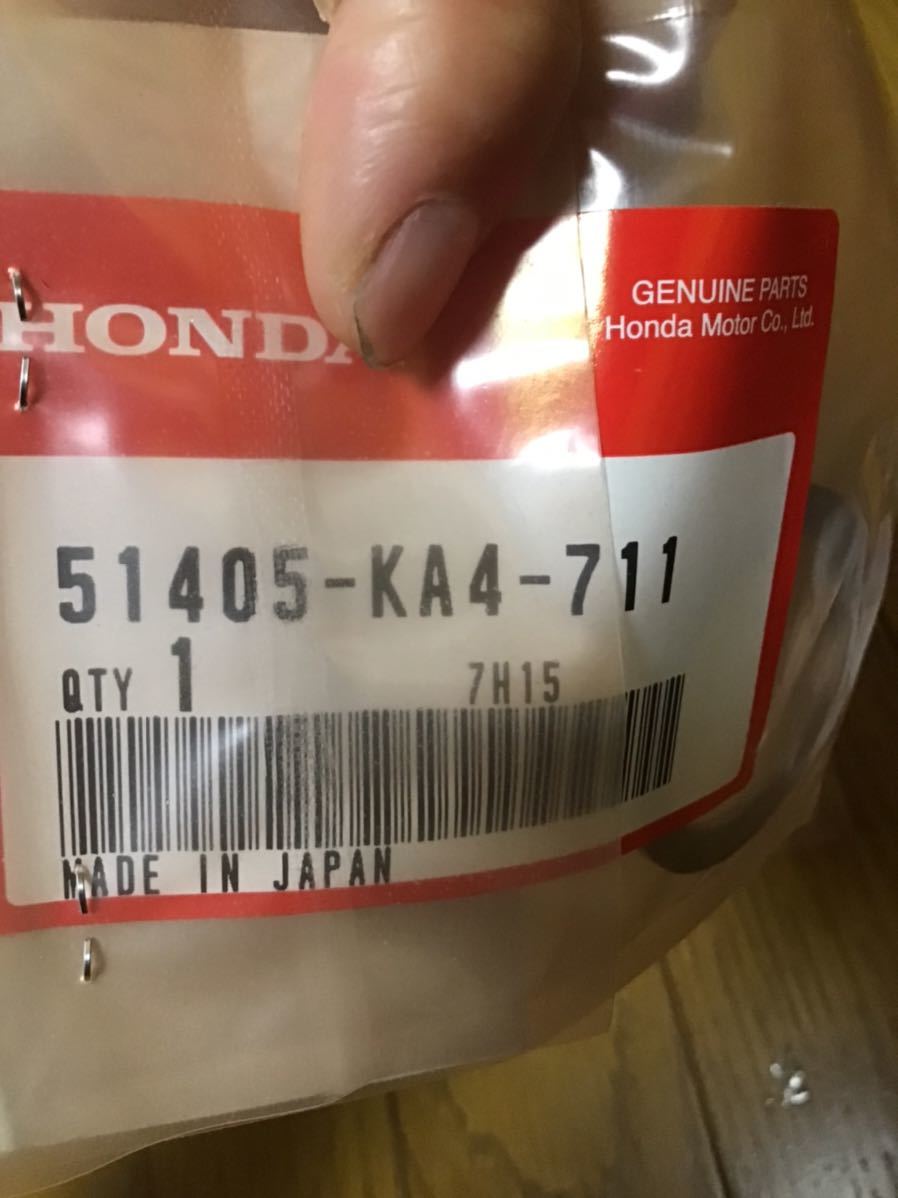 HONDA
GENUINE PARTS
Honda Motor Co., Ltd.
51405-KA4-711
QTY 1 7H15
MADE IN JAPAN